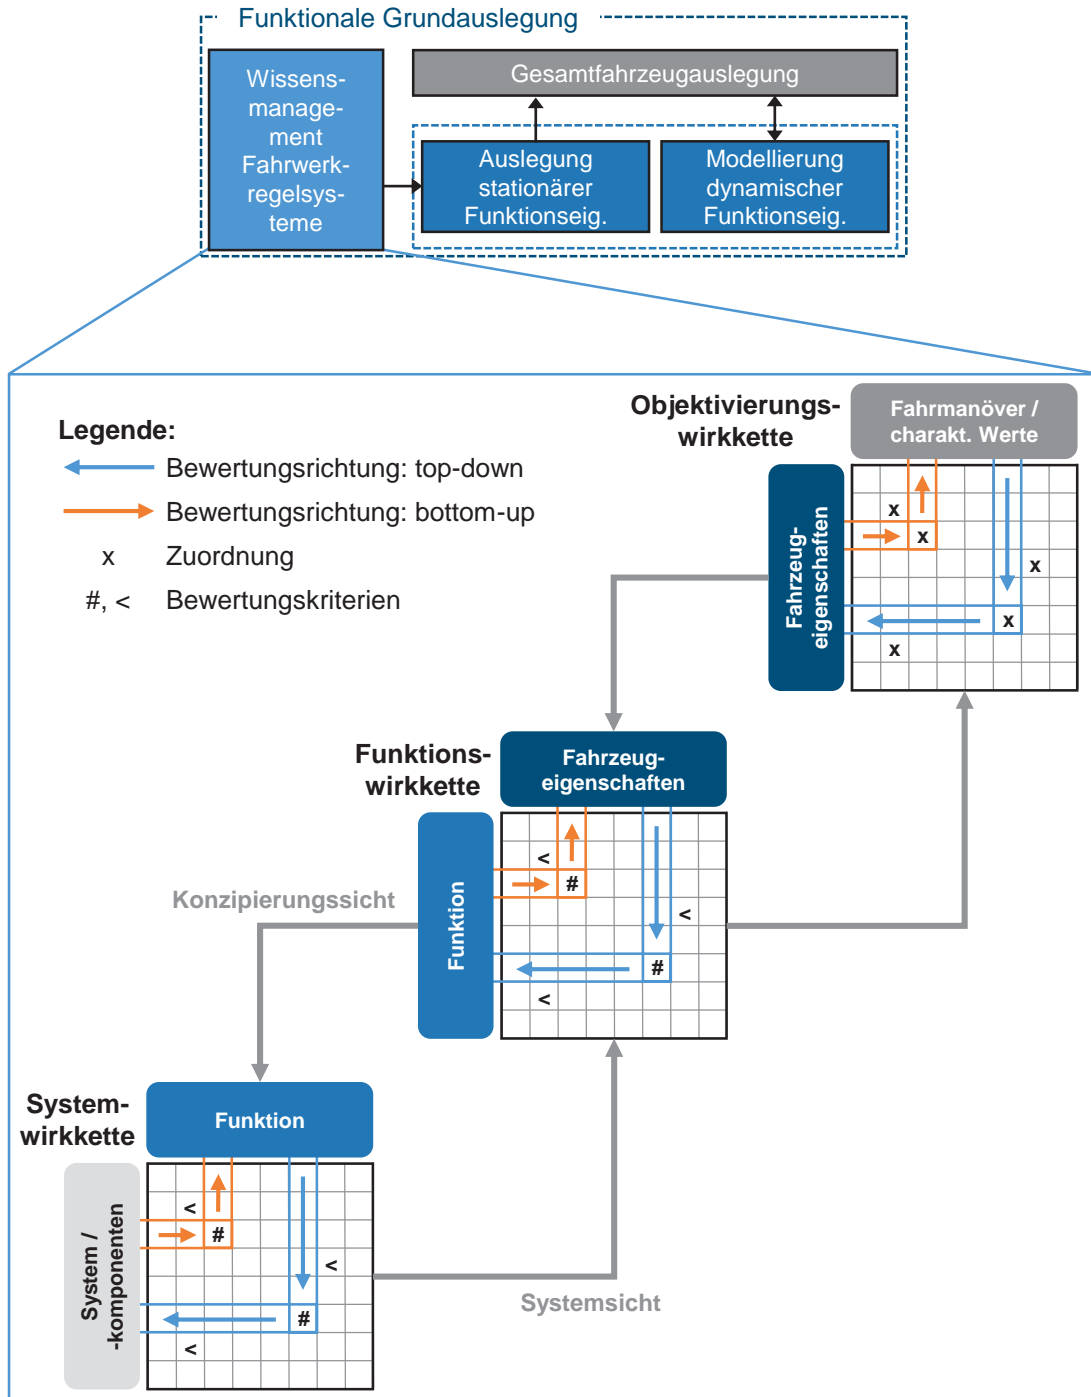 Funktionale Grundauslegung
Wissens-
manage-
ment
Fahrwerk-
regelsys-
teme
Gesamtfahrzeugauslegung
Auslegung
stationärer
Funktionseig.
Modellierung
dynamischer
Funktionseig.
Legende:
Bewertungsrichtung: top-down
Bewertungsrichtung: bottom-up
x Zuordnung
#, < Bewertungskriterien
Objektivierungs-
wirkkette
Fahrmanöver /
charakt. Werte
Fahrzeug-
eigenschaften
x
x
x
x
x
Funktions-
wirkkette
Fahrzeug-
eigenschaften
Funktion
<
#
<
#
<
Konzipierungssicht
System-
wirkkette
Funktion
System /
-komponenten
<
#
<
#
<
Systemsicht